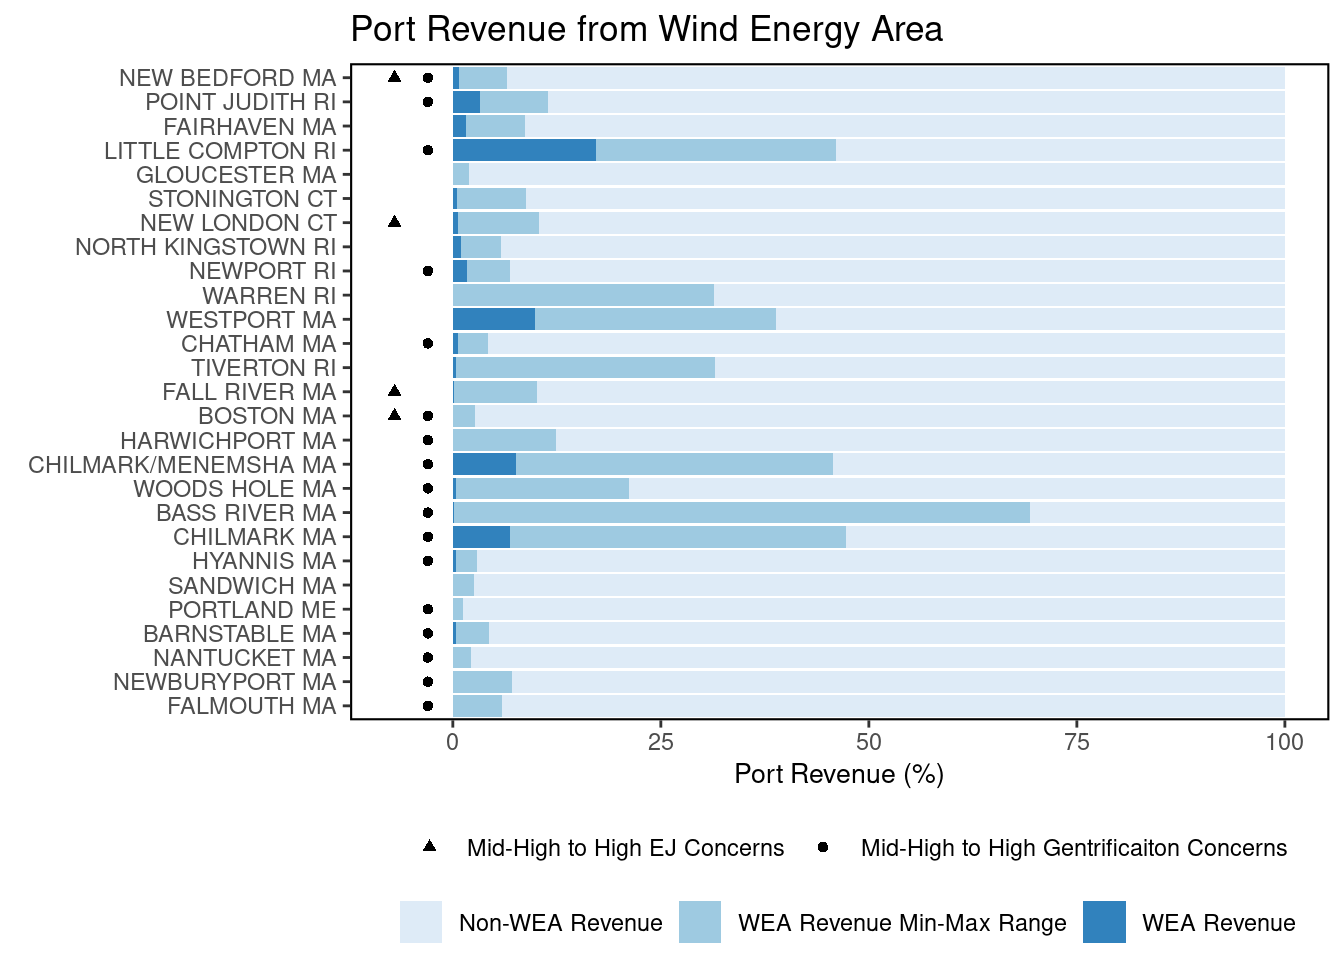 Port Revenue from Wind Energy Area
NEW BEDFORD MA
POINT JUDITH RI
FAIRHAVEN MA
LITTLE COMPTON RI
GLOUCESTER MA
STONINGTON CT
NEW LONDON CT
NORTH KINGSTOWN RI
NEWPORT RI
WARREN RI
WESTPORT MA
CHATHAM MA
TIVERTON RI
FALL RIVER MA
BOSTON MA
HARWICHPORT MA
CHILMARK/MENEMSHA MA
WOODS HOLE MA
BASS RIVER MA
CHILMARK MA
HYANNIS MA
SANDWICH MA
PORTLAND ME
BARNSTABLE MA
NANTUCKET MA
NEWBURYPORT MA
FALMOUTH MA
0 25 50 75 100
Port Revenue (%)
Mid-High to High EJ Concerns Mid-High to High Gentrificaiton Concerns
Non-WEA Revenue WEA Revenue Min-Max Range WEA Revenue